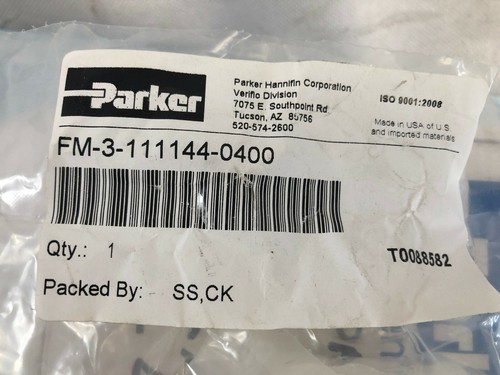 Parker
Parker Hannifin Corporation
Veriflo Division
7075 E. Southpoint Rd
Tucson, AZ 85756
520-574-2600
ISO 9001:2008
Made in USA of U.S.
and imported materials
FM-3-111144-0400
Qty.: 1
T0088582
Packed By: SS,CK